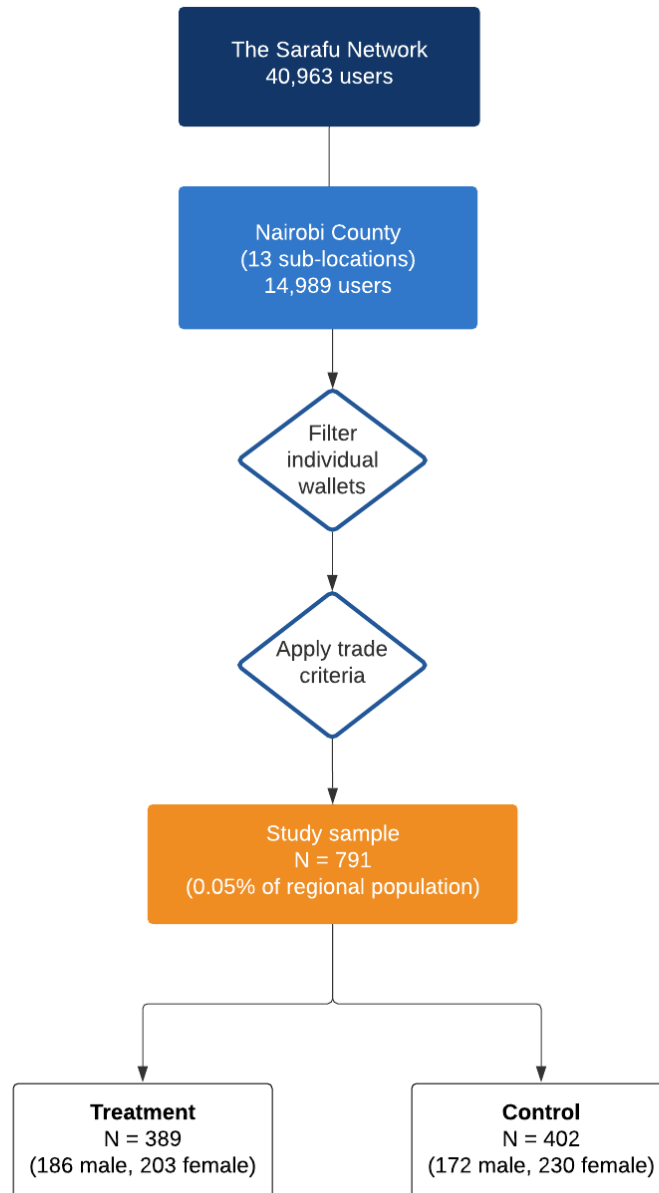 The Sarafu Network
40,963 users
Nairobi County
(13 sub-locations)
14,989 users
Filter
individual
wallets
Apply trade
criteria
Study sample
N = 791
(0.05% of regional population)
Treatment
N = 389
(186 male, 203 female)
Control
N = 402
(172 male, 230 female)